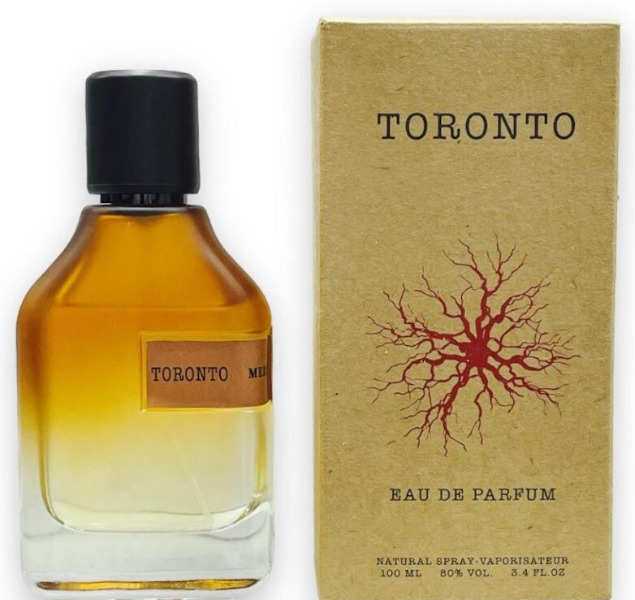 TORONTO
TORONTO
EAU DE PARFUM
NATURAL SPRAY-VAPORISATEUR
100 ML 80% VOL. 3.4 FL.OZ